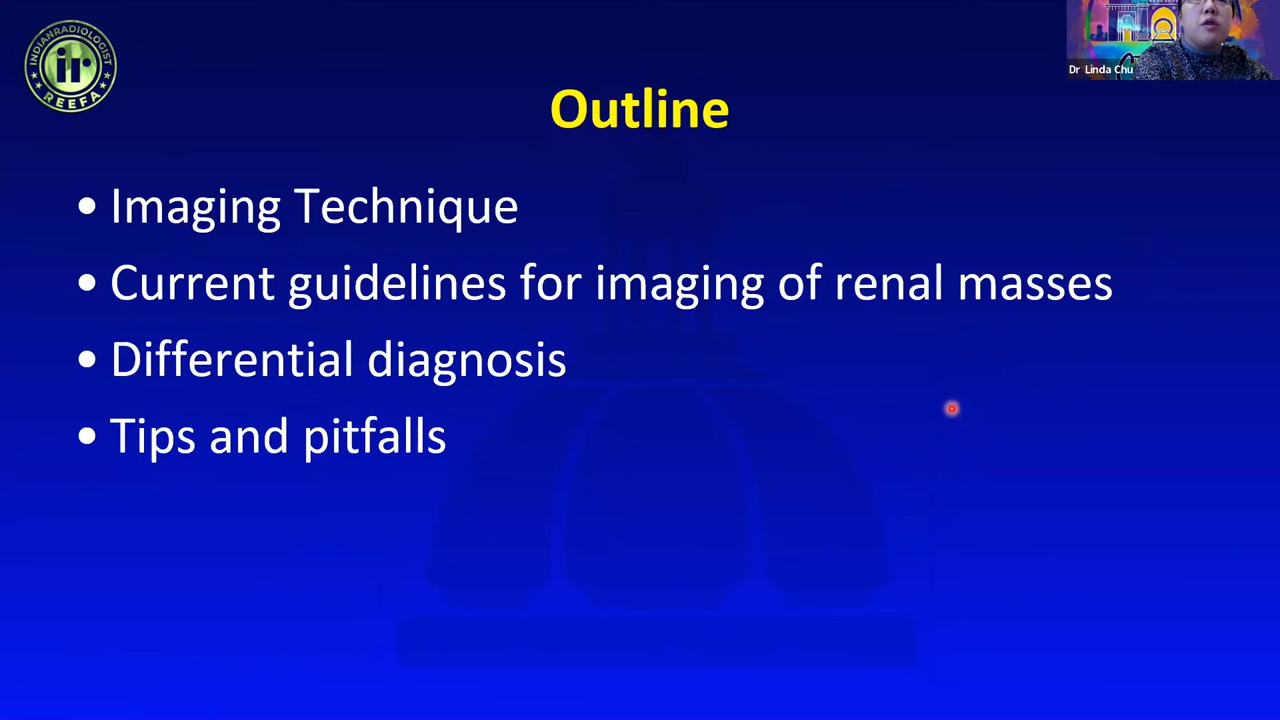 INDIANRADIOLOGIST
ir
REEFA
Dr Linda Chu
Outline
• Imaging Technique
• Current guidelines for imaging of renal masses
• Differential diagnosis
• Tips and pitfalls